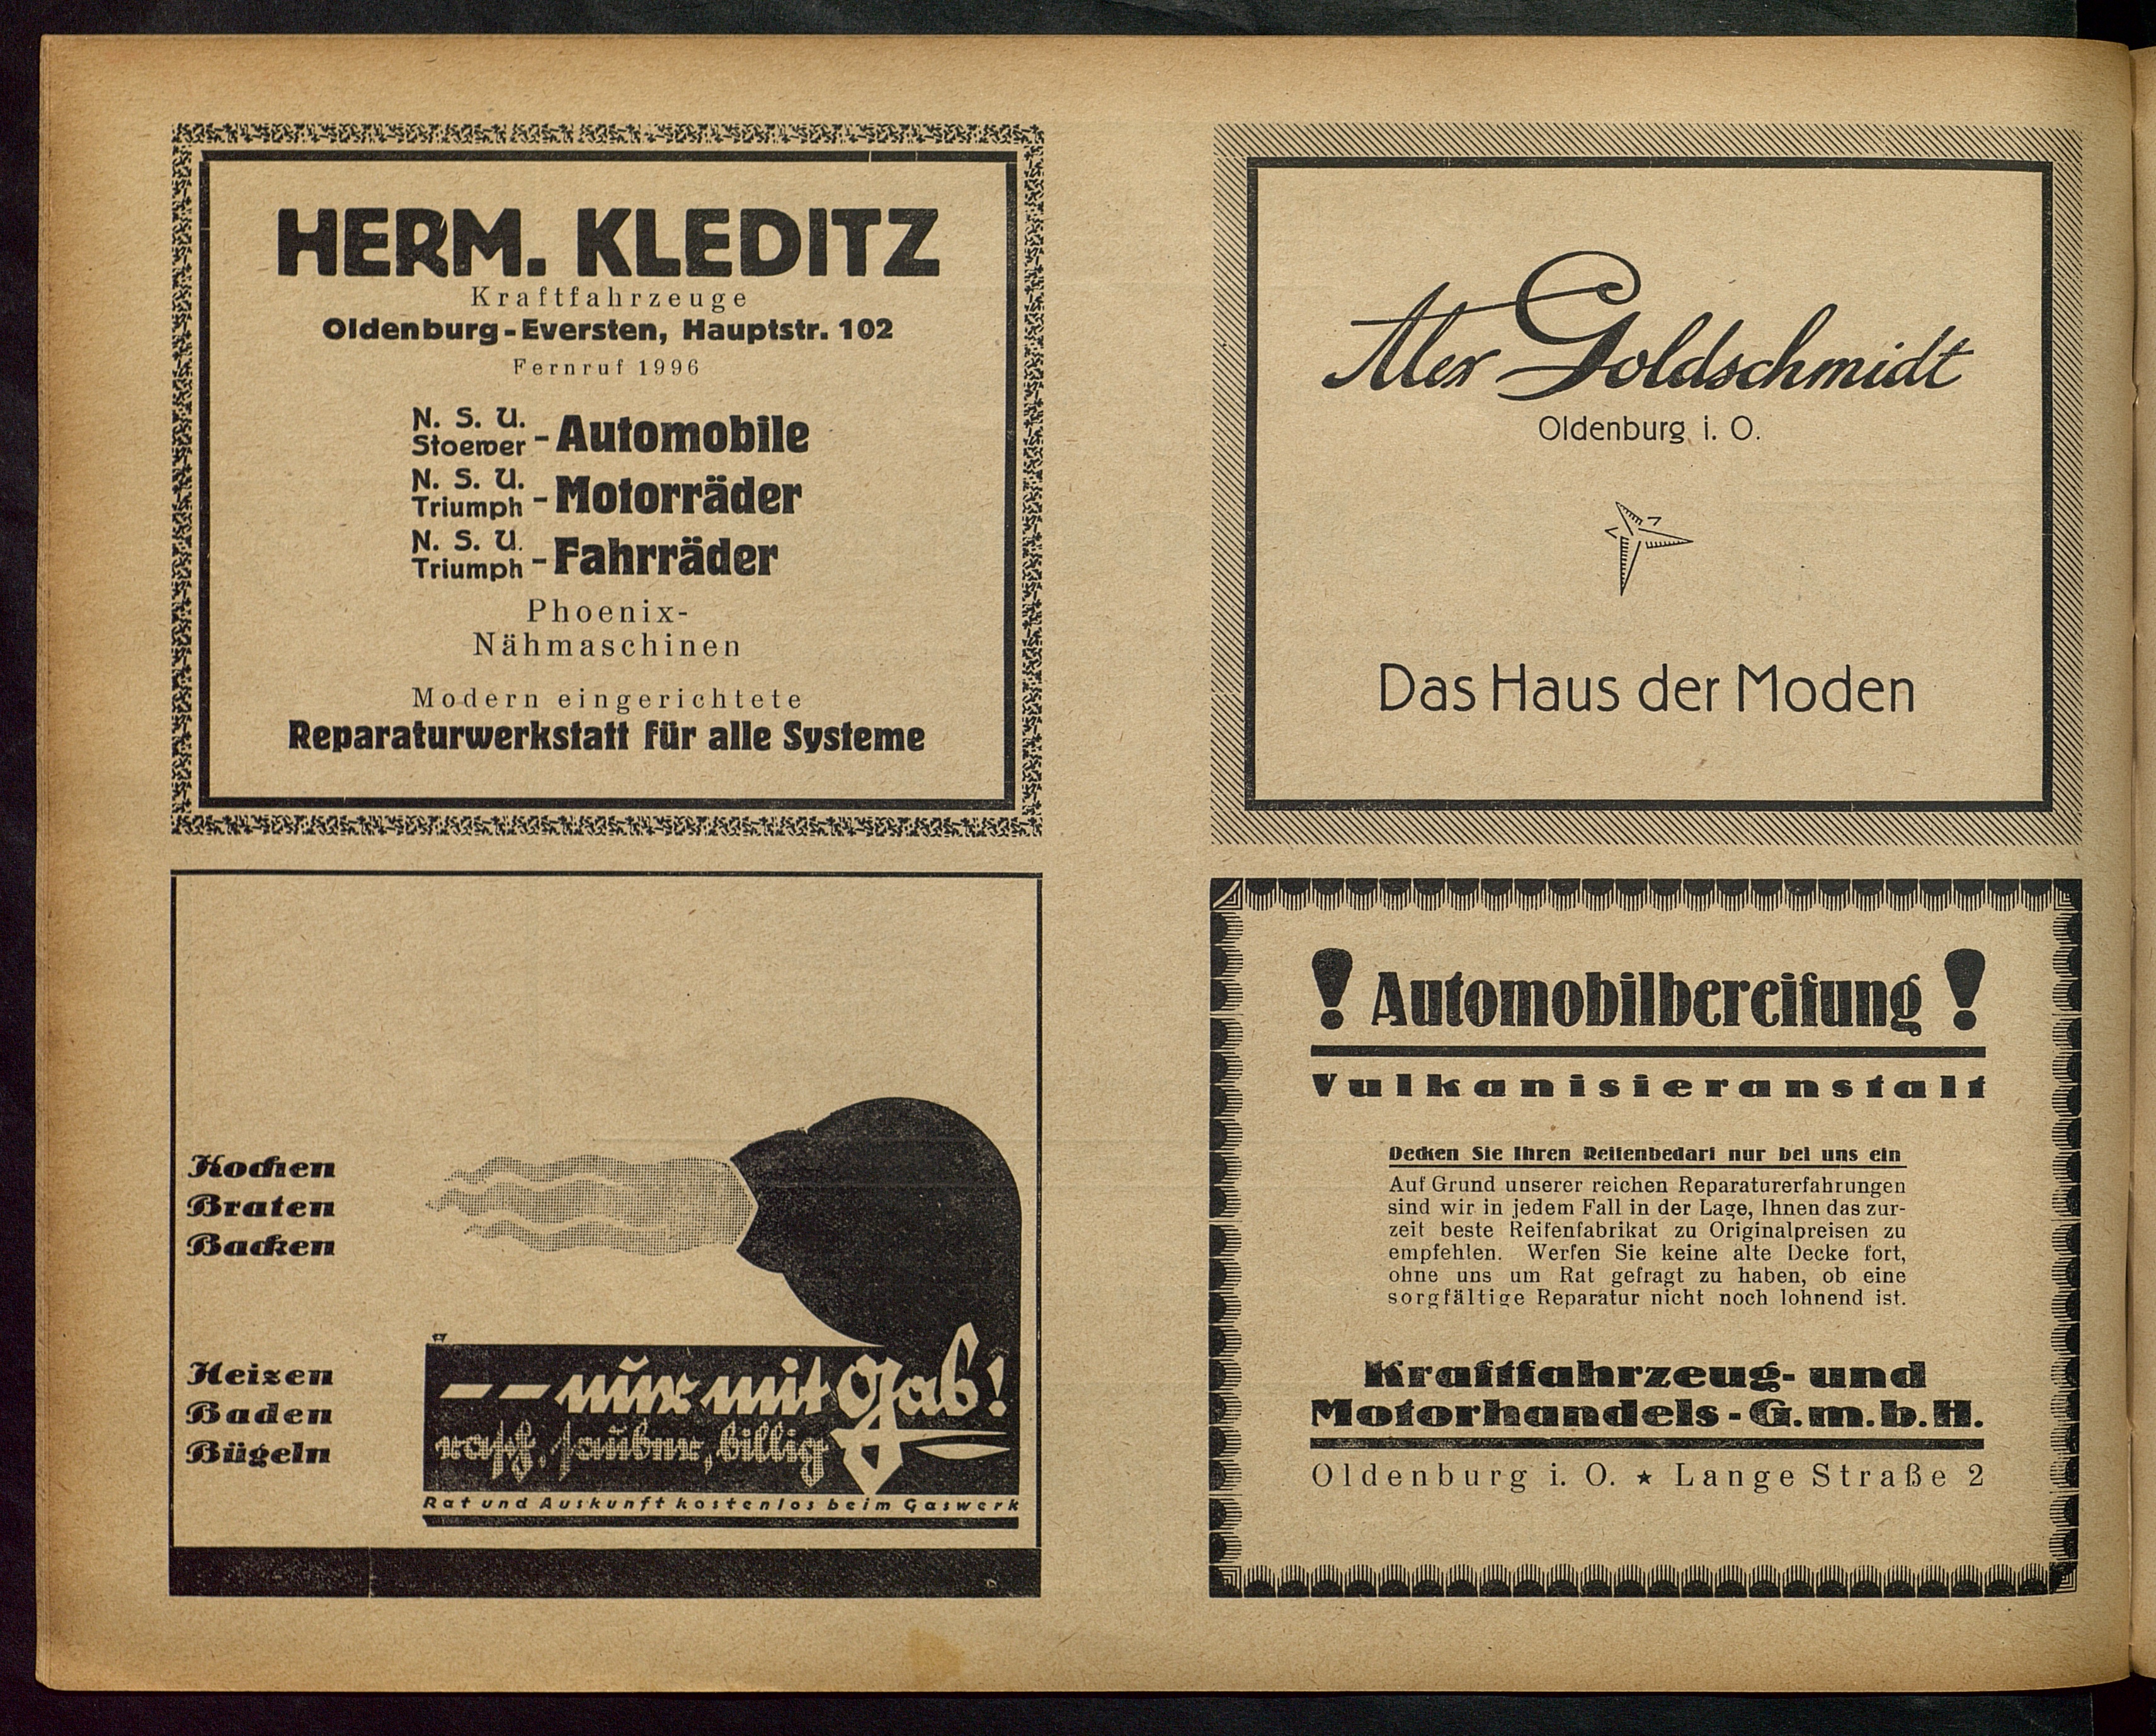 HERM. KLEDITZ
Kraftfahrzeuge
Oldenburg-Eversten, Hauptstr. 102
Fernruf 1996
N. S. U.
Stoewer - Automobile
N. S. U.
Triumph - Motorräder
N. S. U.
Triumph - Fahrräder
Phoenix-
Nähmaschinen
Modern eingerichtete
Reparaturwerkstatt für alle Systeme
Alex Goldschmidt
Oldenburg i. O.
Das Haus der Moden
Kochen
Braten
Backen
Heizen
Baden
Bügeln
-- nur mit Gas!
rasch, sauber, billig
Rat und Auskunft kostenlos beim Gaswerk
! Automobilbereifung !
Vulkanisieranstalt
Decken Sie Ihren Reifenbedarf nur bei uns ein
Auf Grund unserer reichen Reparaturerfahrungen
sind wir in jedem Fall in der Lage, Ihnen das zur-
zeit beste Reifenfabrikat zu Originalpreisen zu
empfehlen. Werfen Sie keine alte Decke fort,
ohne uns um Rat gefragt zu haben, ob eine
sorgfältige Reparatur nicht noch lohnend ist.
Kraftfahrzeug- und
Motorhandels-G.m.b.H.
Oldenburg i. O. ★ Lange Straße 2